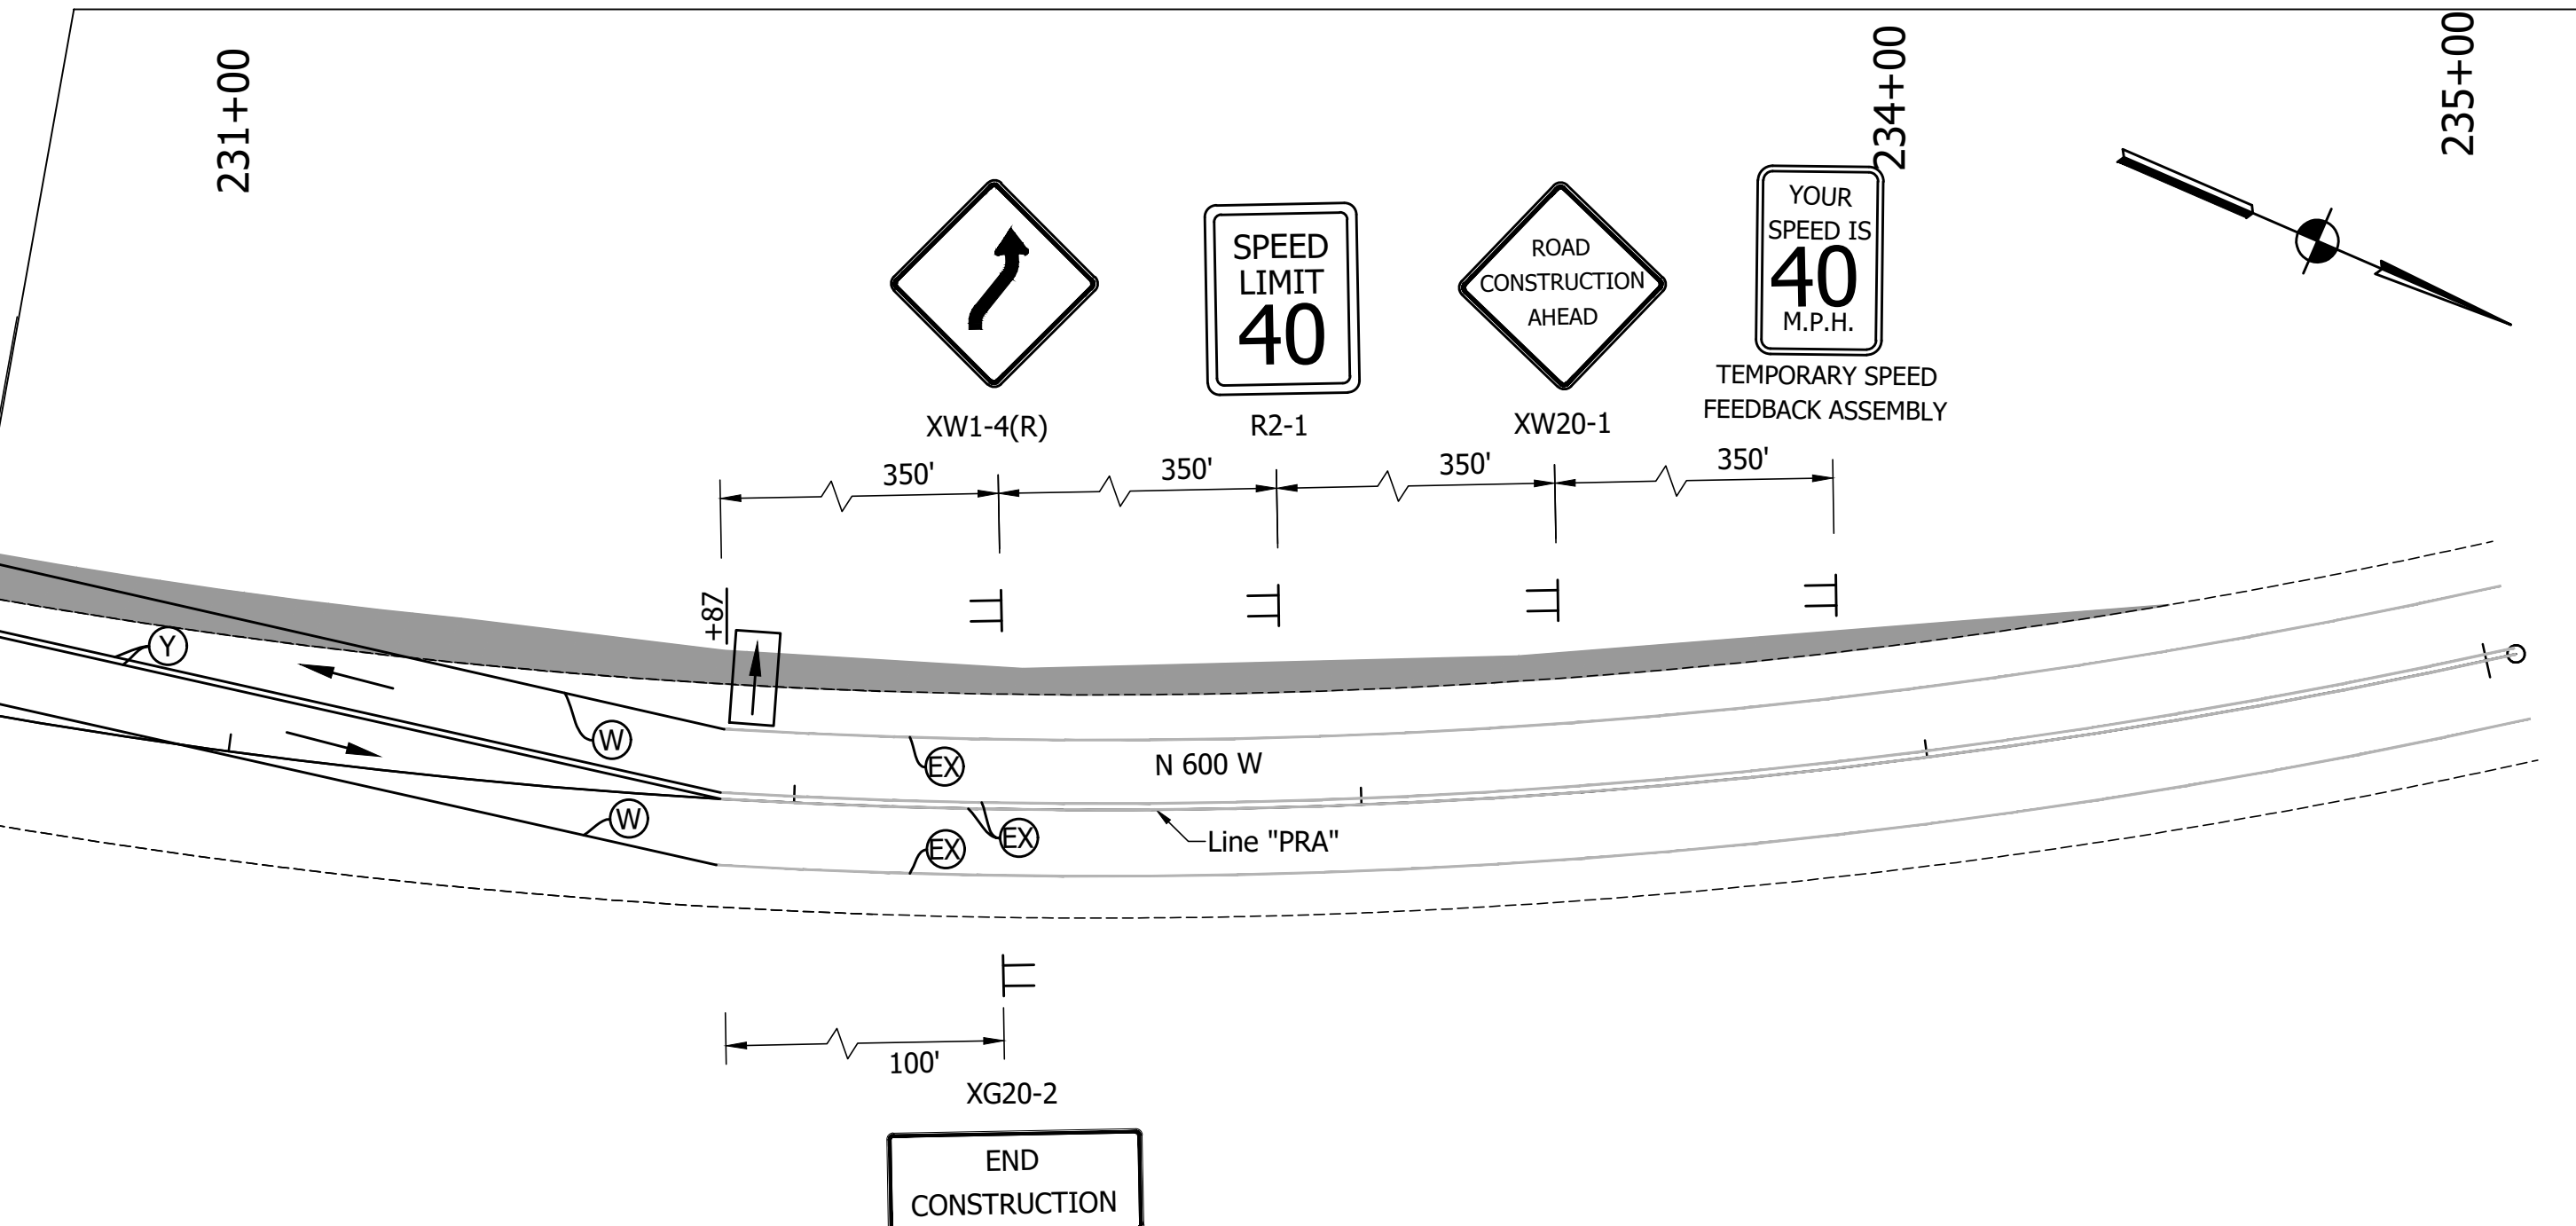 231+00
234+00
235+00
SPEED
LIMIT
40
ROAD
CONSTRUCTION
AHEAD
YOUR
SPEED IS
40
M.P.H.
TEMPORARY SPEED
FEEDBACK ASSEMBLY
XW1-4(R)
R2-1
XW20-1
350'
350'
350'
350'
+87
Y
W
EX
N 600 W
W
EX
EX
Line "PRA"
100'
XG20-2
END
CONSTRUCTION